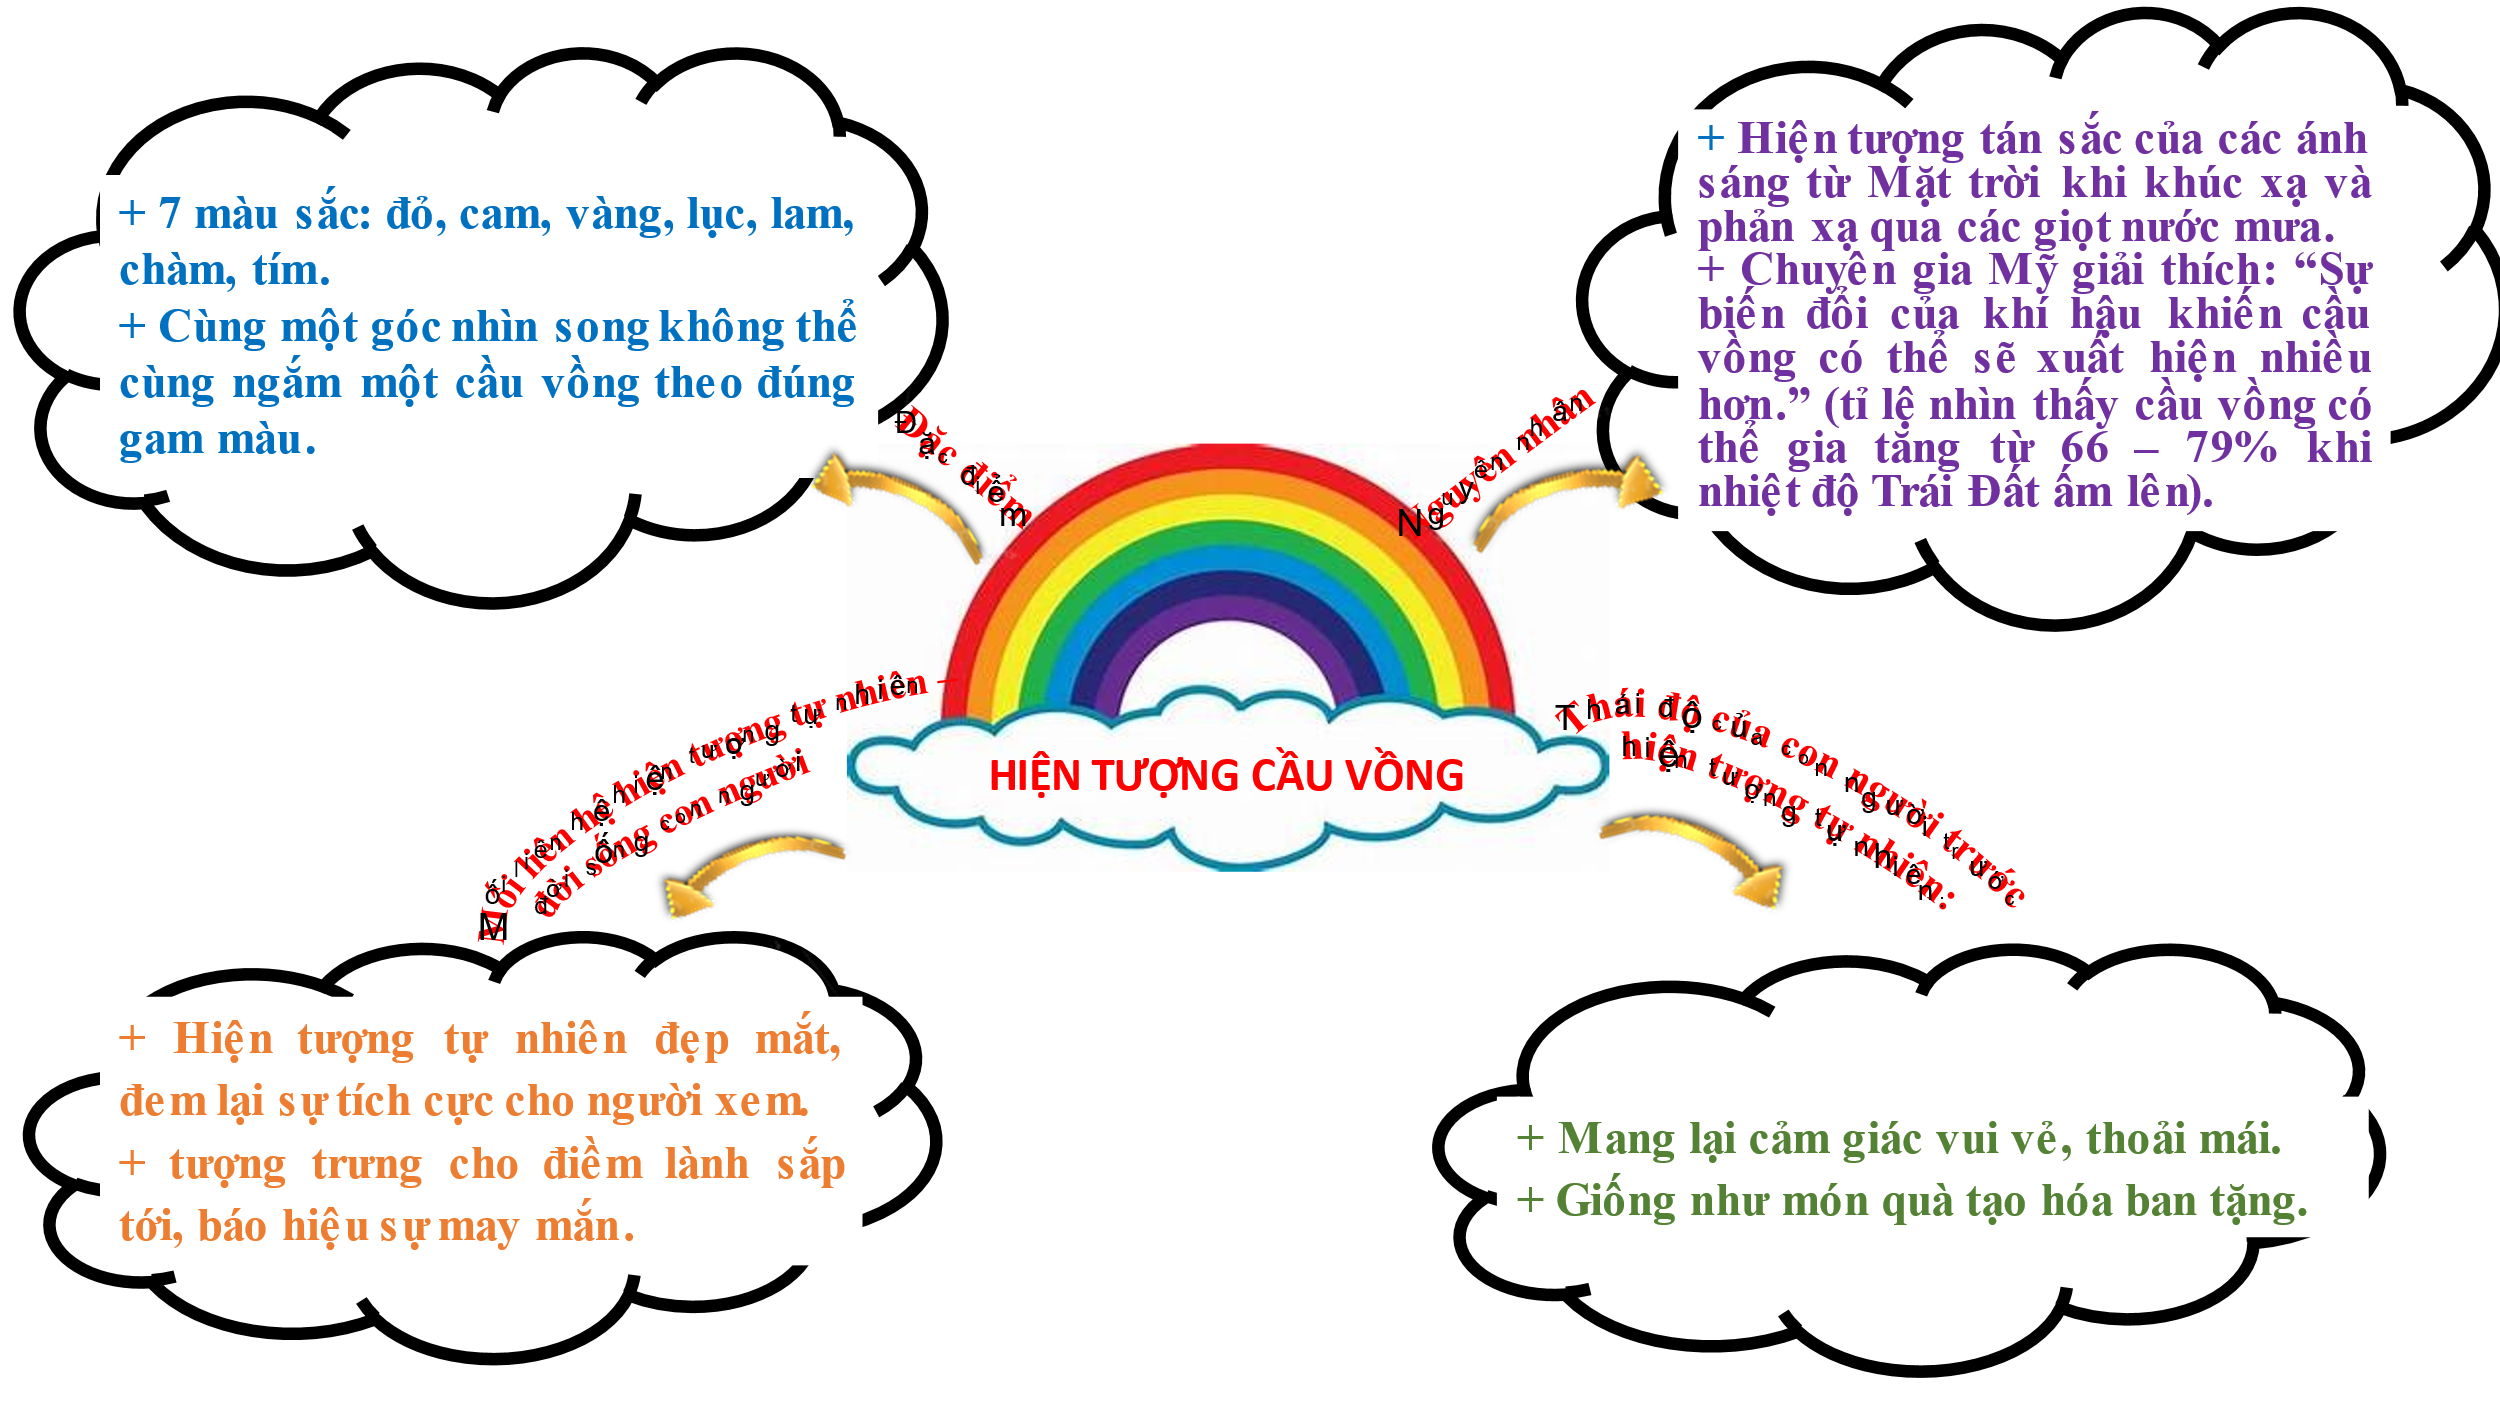 + 7 màu sắc: đỏ, cam, vàng, lục, lam,
chàm, tím.
+ Cùng một góc nhìn song không thể
cùng ngắm một cầu vồng theo đúng
gam màu.
Đặc điểm
+ Hiện tượng tán sắc của các ánh
sáng từ Mặt trời khi khúc xạ và
phản xạ qua các giọt nước mưa.
+ Chuyên gia Mỹ giải thích: “Sự
biến đổi của khí hậu khiến cầu
vồng có thể sẽ xuất hiện nhiều
hơn.” (tỉ lệ nhìn thấy cầu vồng có
thể gia tăng từ 66 – 79% khi
nhiệt độ Trái Đất ấm lên).
Nguyên nhân
HIỆN TƯỢNG CẦU VỒNG
Mối liên hệ hiện tượng tự nhiên –
đời sống con người
+ Hiện tượng tự nhiên đẹp mắt,
đem lại sự tích cực cho người xem.
+ tượng trưng cho điềm lành sắp
tới, báo hiệu sự may mắn.
Thái độ của con người trước
hiện tượng tự nhiên:
+ Mang lại cảm giác vui vẻ, thoải mái.
+ Giống như món quà tạo hóa ban tặng.